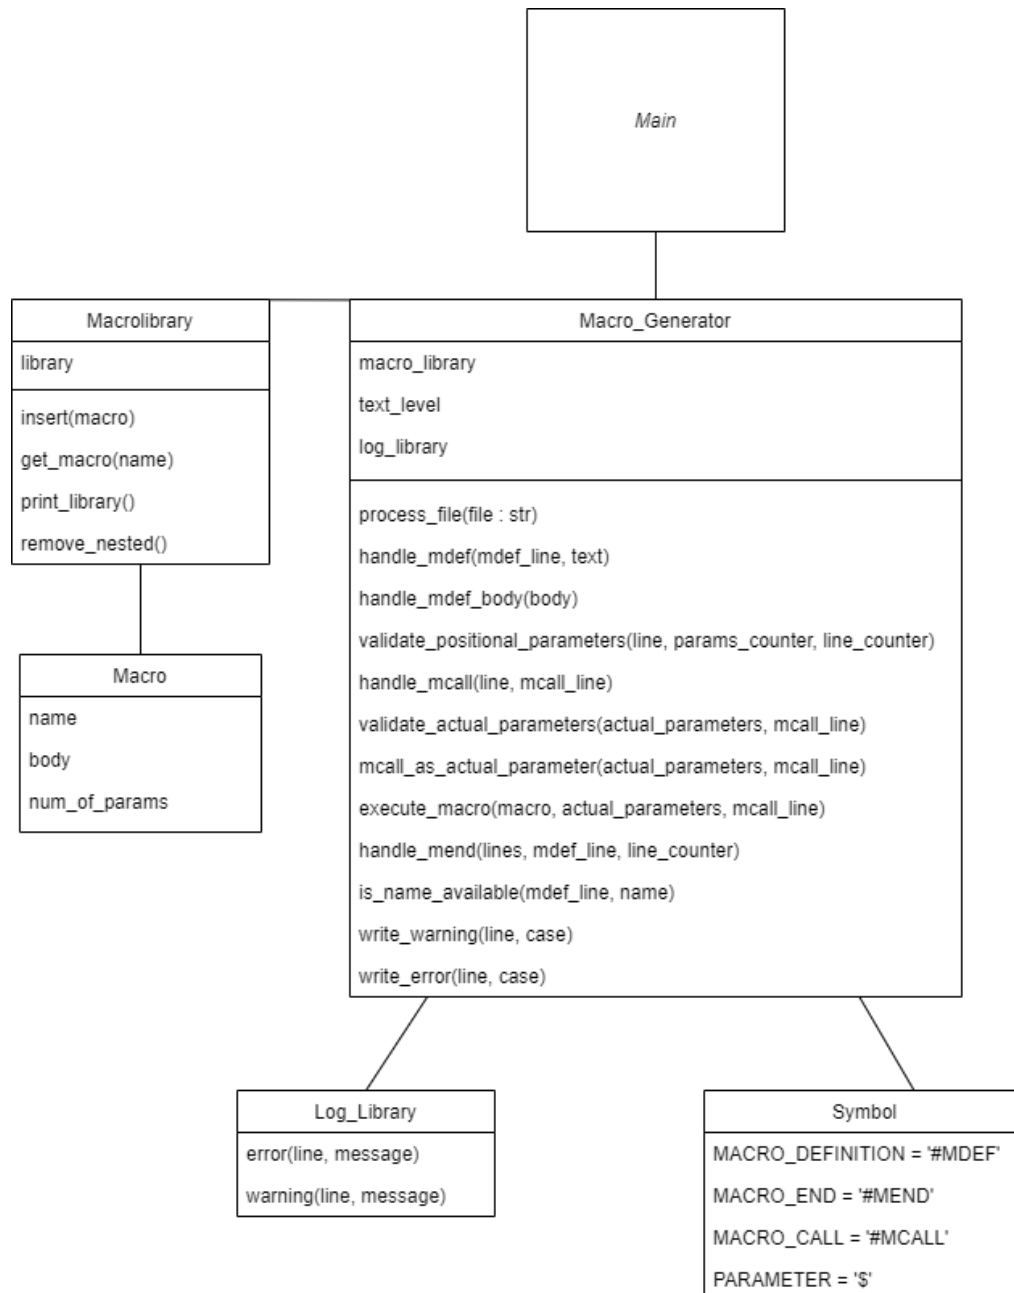 Main
Macrolibrary
library
insert(macro)
get_macro(name)
print_library()
remove_nested()
Macro
name
body
num_of_params
Macro_Generator
macro_library
text_level
log_library
process_file(file : str)
handle_mdef(mdef_line, text)
handle_mdef_body(body)
validate_positional_parameters(line, params_counter, line_counter)
handle_mcall(line, mcall_line)
validate_actual_parameters(actual_parameters, mcall_line)
mcall_as_actual_parameter(actual_parameters, mcall_line)
execute_macro(macro, actual_parameters, mcall_line)
handle_mend(lines, mdef_line, line_counter)
is_name_available(mdef_line, name)
write_warning(line, case)
write_error(line, case)
Log_Library
error(line, message)
warning(line, message)
Symbol
MACRO_DEFINITION = '#MDEF'
MACRO_END = '#MEND'
MACRO_CALL = '#MCALL'
PARAMETER = '$'